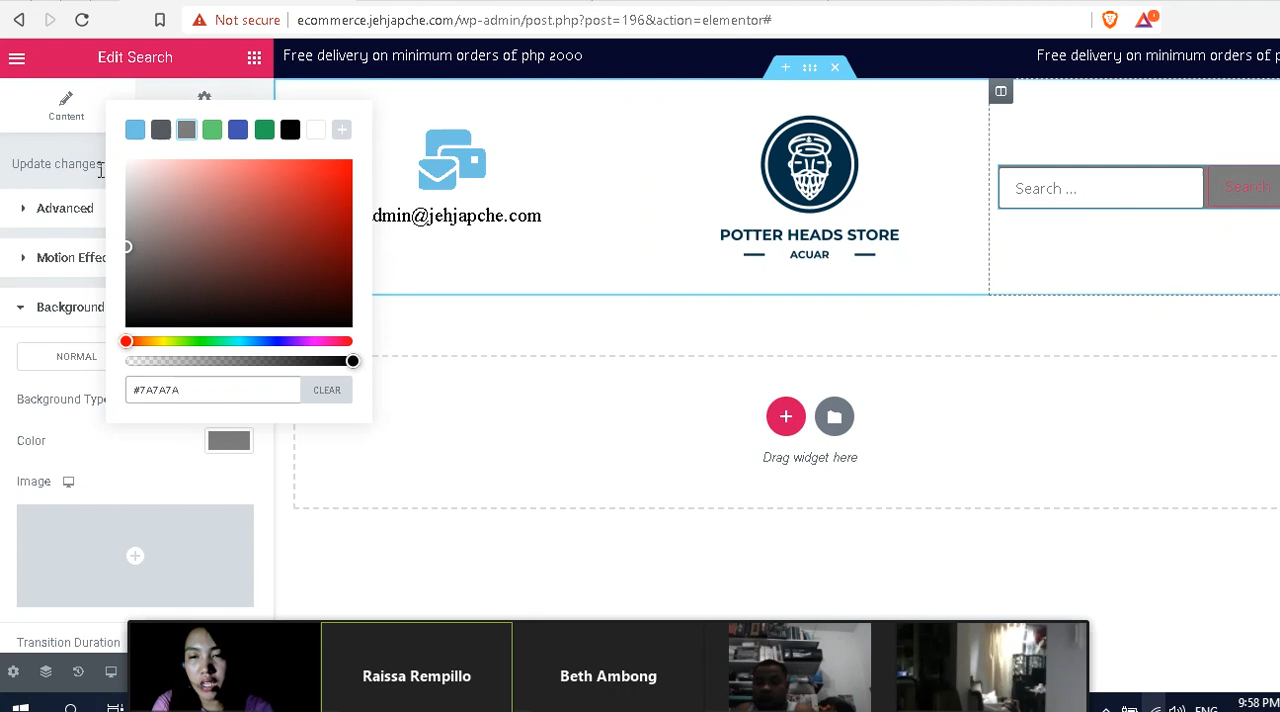 Not secure
ecommerce.jehjapche.com/wp-admin/post.php?post=196&action=elementor#
Edit Search
Free delivery on minimum orders of php 2000
Free delivery on minimum orders of
Content
Update changes
Advanced
Motion Effec
Background
NORMAL
Background Type
Color
Image
Transition Duration
#7A7A7A
CLEAR
dmin@jehjapche.com
POTTER HEADS STORE
ACUAR
Search ...
Search
Drag widget here
Raissa Rempillo
Beth Ambong
ENG
9:58 PM